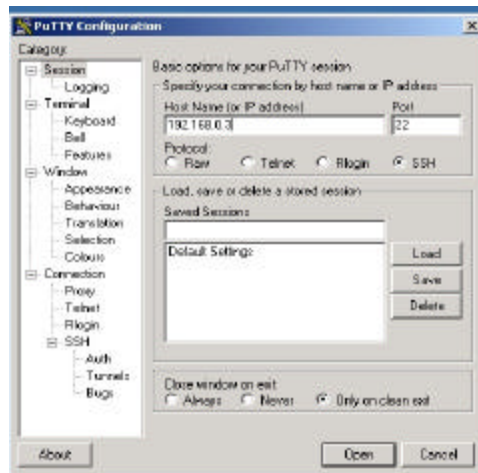 PuTTY Configuration
Category:
Session
Logging
Terminal
Keyboard
Bell
Features
Window
Appearance
Behaviour
Translation
Selection
Colours
Connection
Proxy
Telnet
Rlogin
SSH
Auth
Tunnels
Bugs
Basic options for your PuTTY session
Specify your connection by host name or IP address
Host Name (or IP address) Port
192.168.0.3 22
Protocol:
Raw Telnet Rlogin SSH
Load, save or delete a stored session
Saved Sessions
Default Settings
Load
Save
Delete
Close window on exit:
Always Never Only on clean exit
About Open Cancel